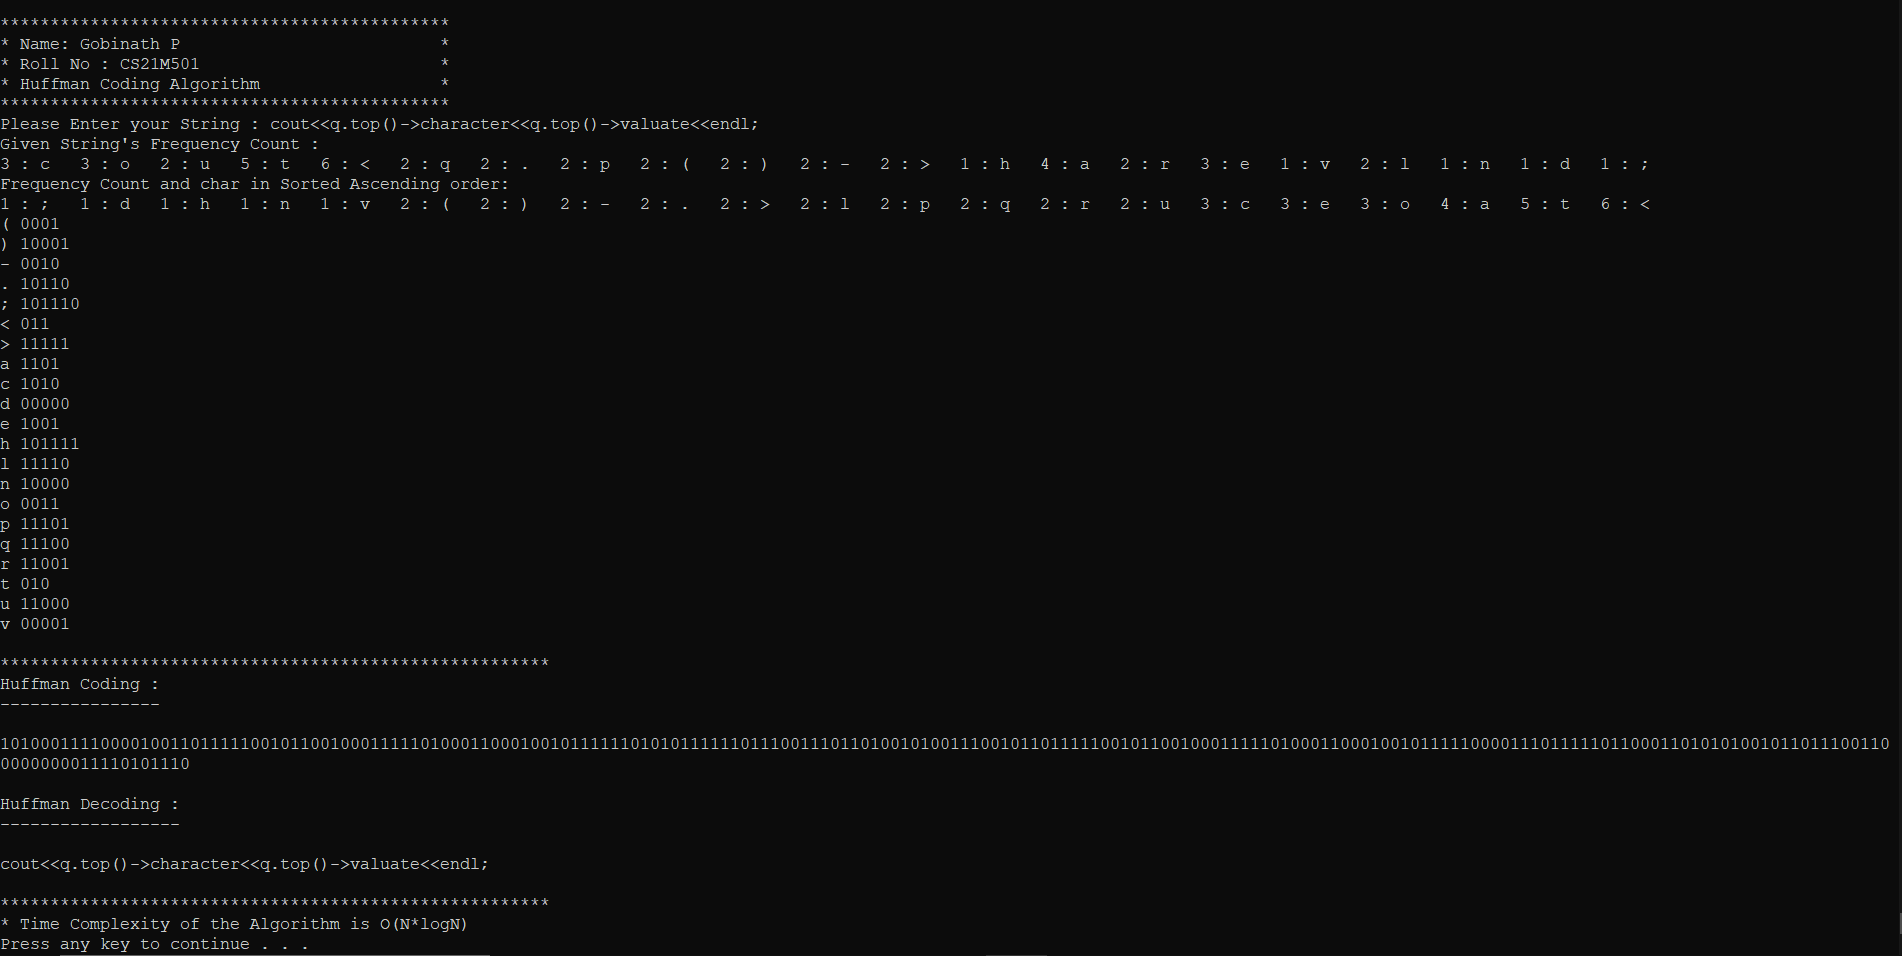 *********************************************
* Name: Gobinath P *
* Roll No : CS21M501 *
* Huffman Coding Algorithm *
*********************************************
Please Enter your String : cout<<q.top()->character<<q.top()->valuate<<endl;
Given String's Frequency Count :
3 : c 3 : o 2 : u 5 : t 6 : < 2 : q 2 : . 2 : p 2 : ( 2 : ) 2 : - 2 : > 1 : h 4 : a 2 : r 3 : e 1 : v 2 : l 1 : n 1 : d 1 : ;
Frequency Count and char in Sorted Ascending order:
1 : ; 1 : d 1 : h 1 : n 1 : v 2 : ( 2 : ) 2 : - 2 : . 2 : > 2 : l 2 : p 2 : q 2 : r 2 : u 3 : c 3 : e 3 : o 4 : a 5 : t 6 : <
( 0001
) 10001
- 0010
. 10110
; 101110
< 011
> 11111
a 1101
c 1010
d 00000
e 1001
h 101111
l 11110
n 10000
o 0011
p 11101
q 11100
r 11001
t 010
u 11000
v 00001
*******************************************************
Huffman Coding :
----------------
101000111100001001101111100101100100011111010001100010010111111010101111110111001110110100101001110010110111110010110010001111101000110001001011111000011101111101100011010101001011011100110
0000000011110101110
Huffman Decoding :
------------------
cout<<q.top()->character<<q.top()->valuate<<endl;
*******************************************************
* Time Complexity of the Algorithm is O(N*logN)
Press any key to continue . . .